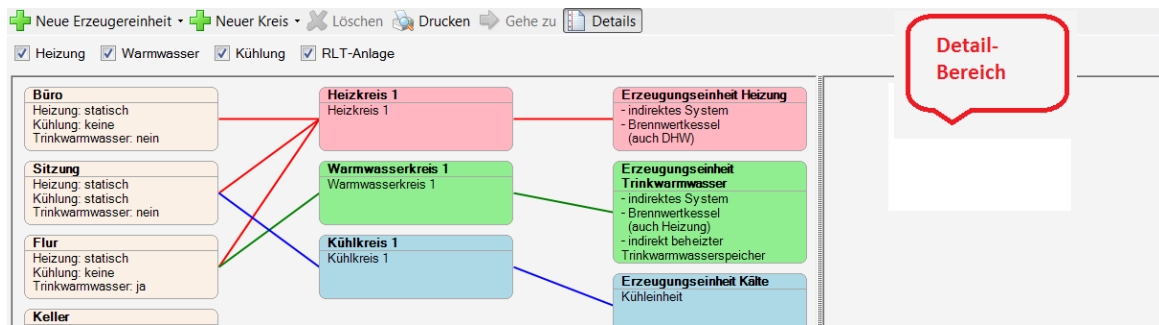 Neue Erzeugereinheit Neuer Kreis Löschen Drucken Gehe zu Details
Heizung Warmwasser Kühlung RLT-Anlage
Büro
Heizung: statisch
Kühlung: keine
Trinkwarmwasser: nein
Sitzung
Heizung: statisch
Kühlung: statisch
Trinkwarmwasser: nein
Flur
Heizung: statisch
Kühlung: keine
Trinkwarmwasser: ja
Keller
Heizkreis 1
Heizkreis 1
Warmwasserkreis 1
Warmwasserkreis 1
Kühlkreis 1
Kühlkreis 1
Erzeugungseinheit Heizung
- indirektes System
- Brennwertkessel
(auch DHW)
Erzeugungseinheit
Trinkwarmwasser
- indirektes System
- Brennwertkessel
(auch Heizung)
- indirekt beheizter
Trinkwarmwasserspeicher
Erzeugungseinheit Kälte
Kühleinheit
Detail-
Bereich